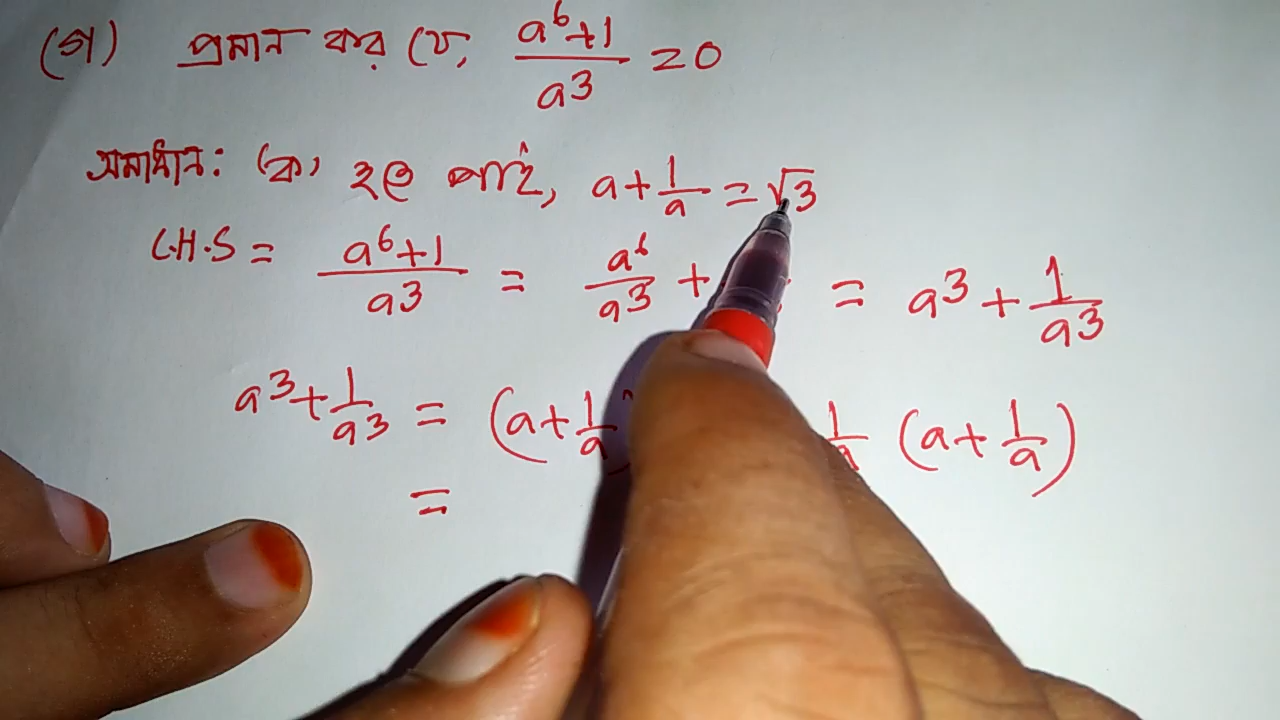 (গ) প্রমান কর যে, a⁶+1/a³ = 0
সমাধান: (ক) হতে পাই, a + 1/a = √3
L.H.S = a⁶+1/a³ = a⁶/a³ + = a³ + 1/a³
a³ + 1/a³ = (a + 1/a) 1/a (a + 1/a)
=